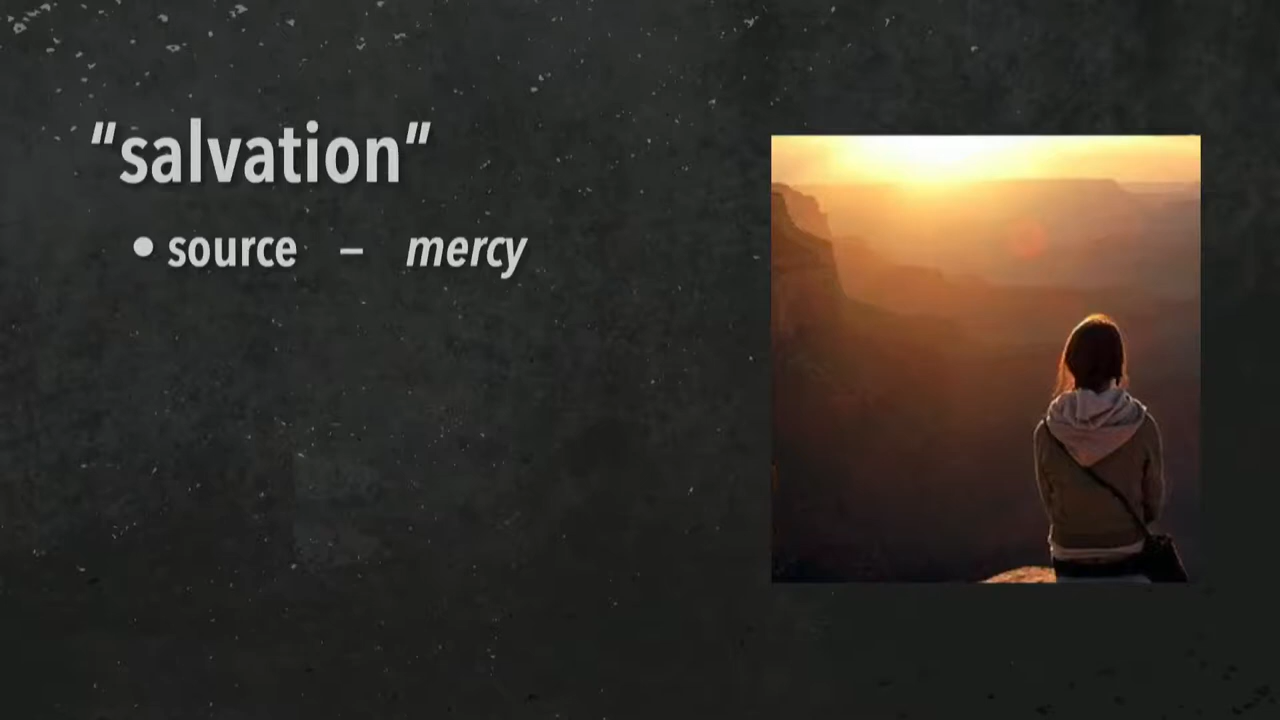 "salvation"
• source – mercy